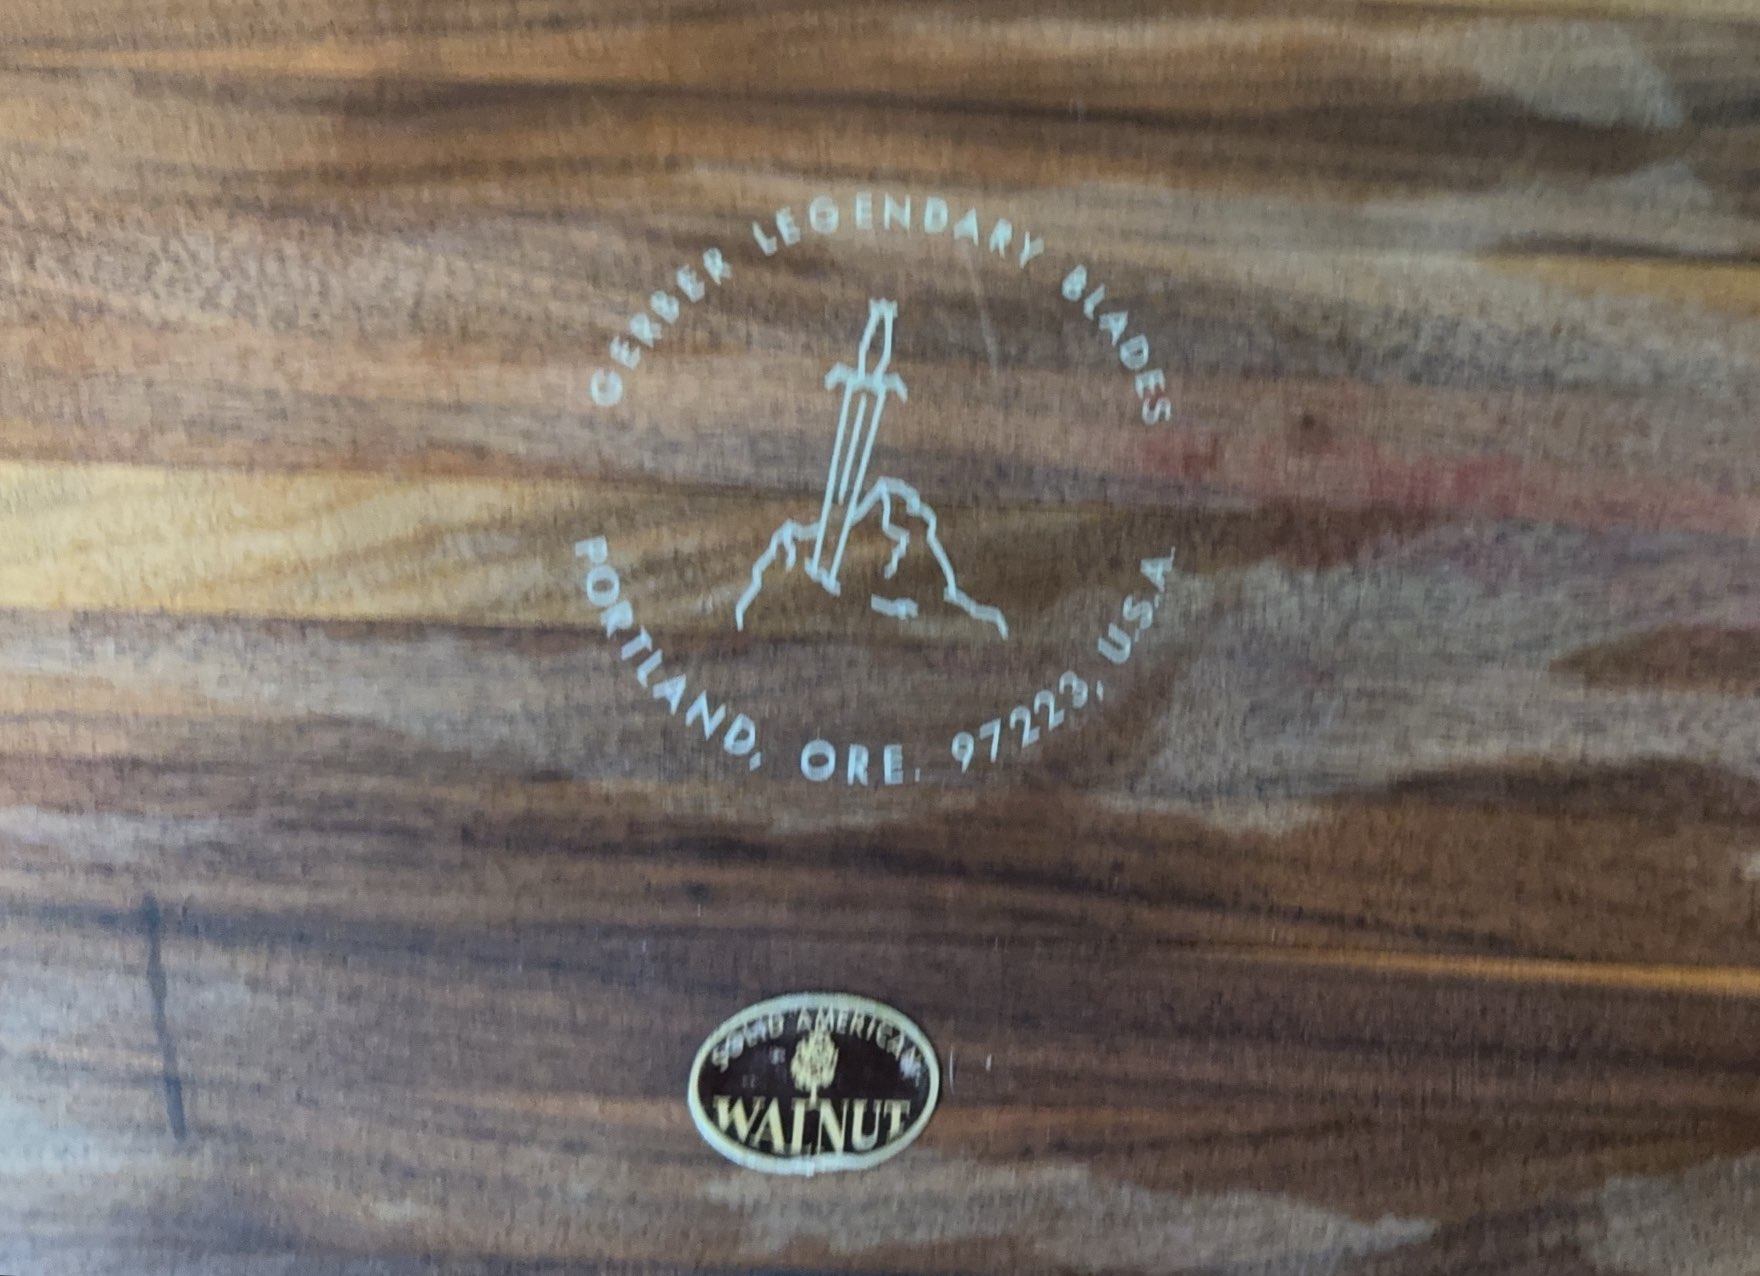 GERBER LEGENDARY BLADES
PORTLAND, ORE. 97223, U.S.A.
SOLID AMERICAN
WALNUT